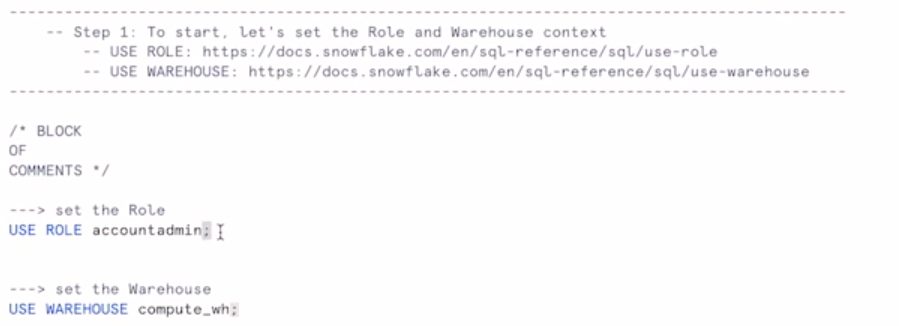 ----------------------------------------------------------------------------------------------
-- Step 1: To start, let's set the Role and Warehouse context
-- USE ROLE: https://docs.snowflake.com/en/sql-reference/sql/use-role
-- USE WAREHOUSE: https://docs.snowflake.com/en/sql-reference/sql/use-warehouse
----------------------------------------------------------------------------------------------
/* BLOCK
OF
COMMENTS */
---> set the Role
USE ROLE accountadmin;
---> set the Warehouse
USE WAREHOUSE compute_wh;